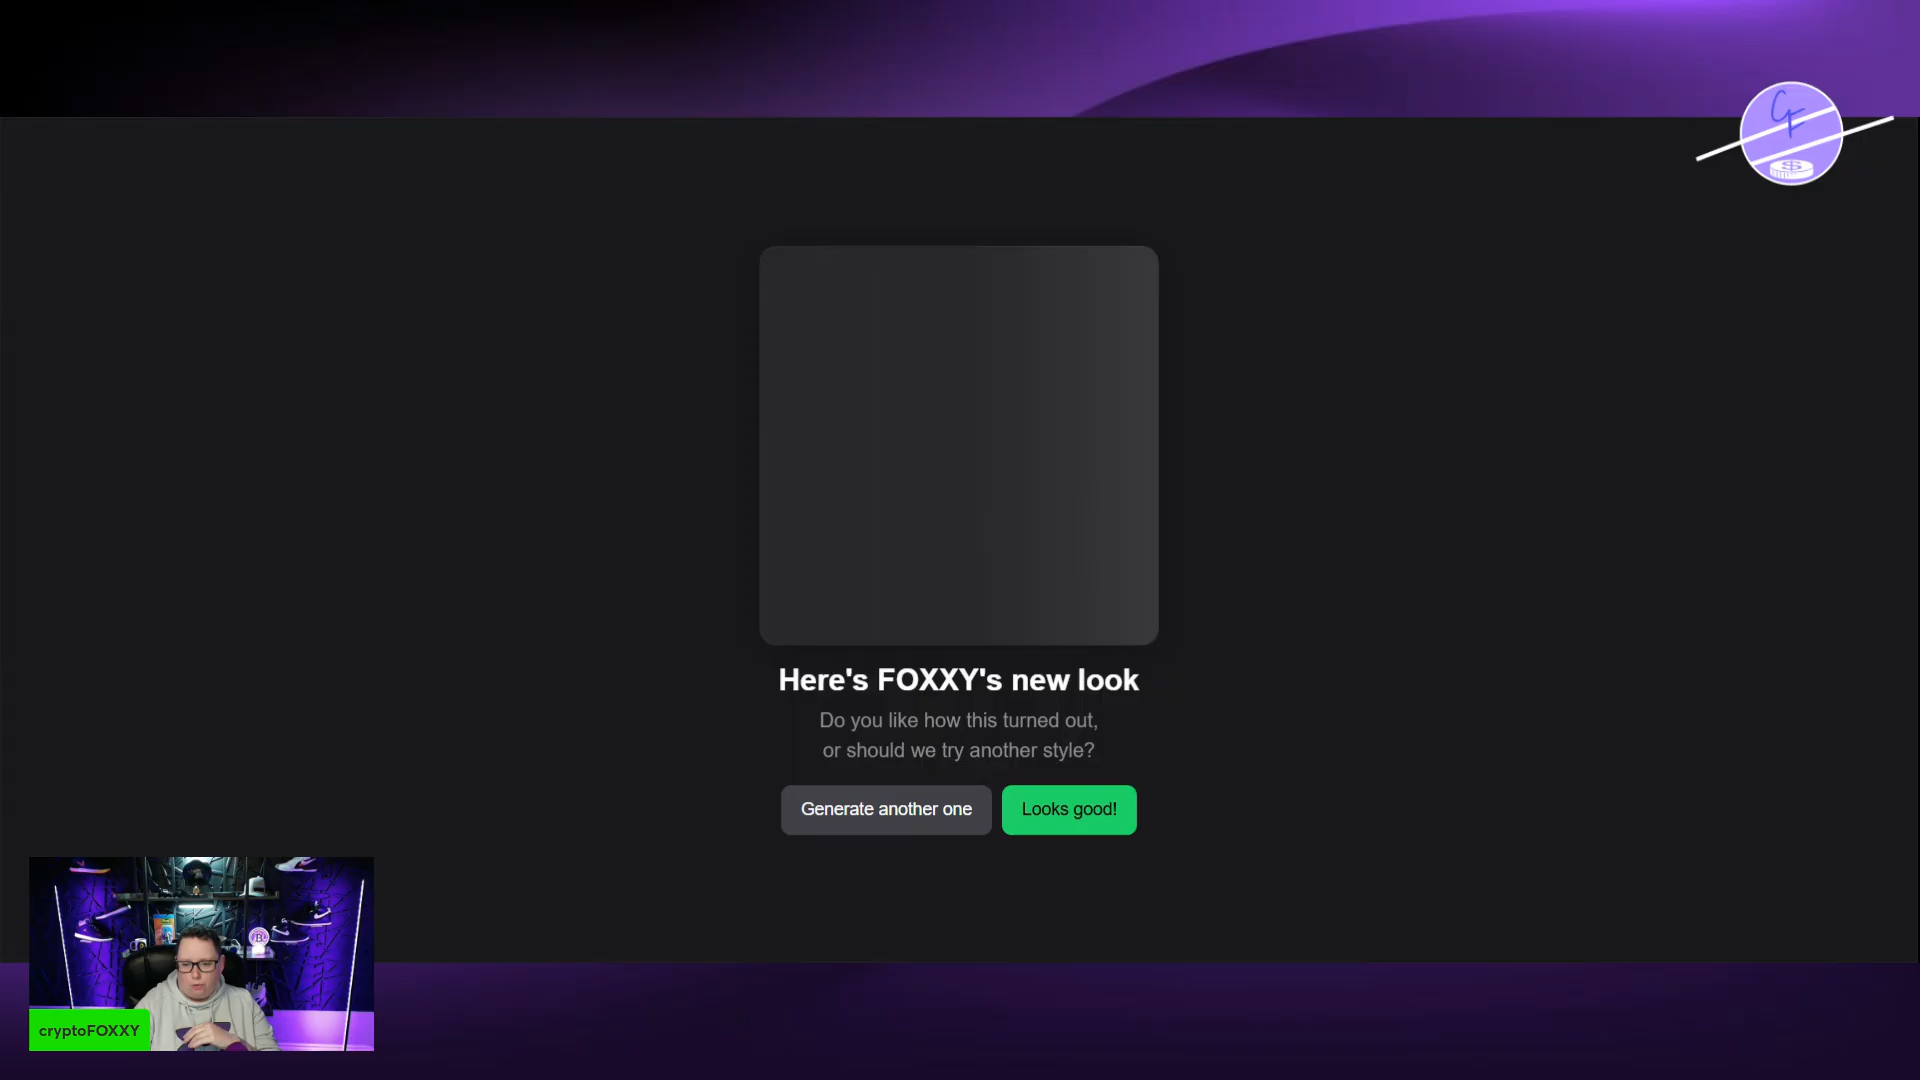 CF
$
Here's FOXXY's new look
Do you like how this turned out,
or should we try another style?
Generate another one
Looks good!
cryptoFOXXY